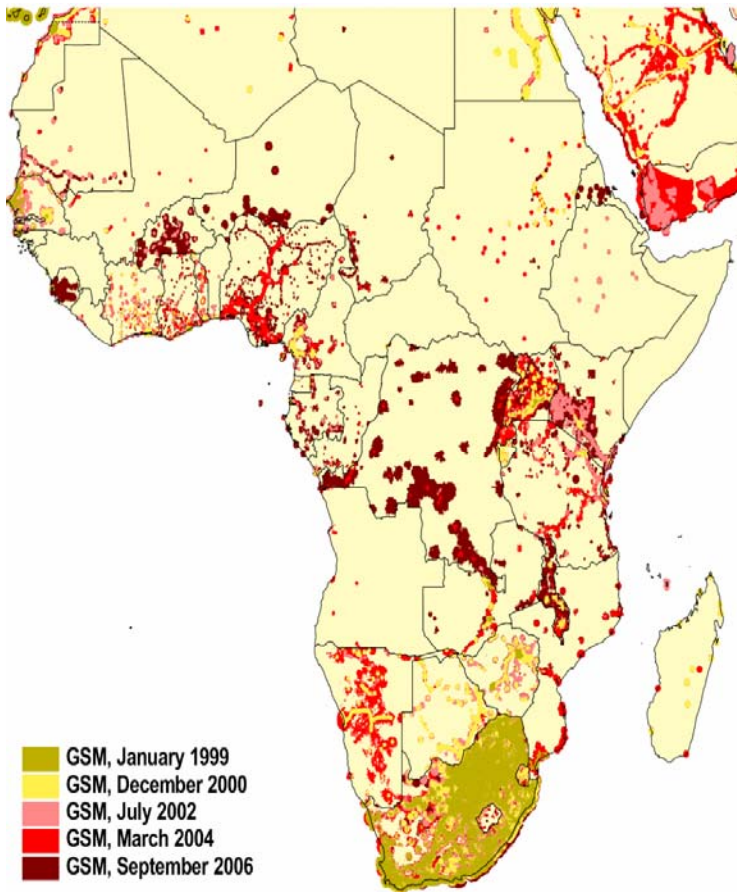 GSM, January 1999
GSM, December 2000
GSM, July 2002
GSM, March 2004
GSM, September 2006